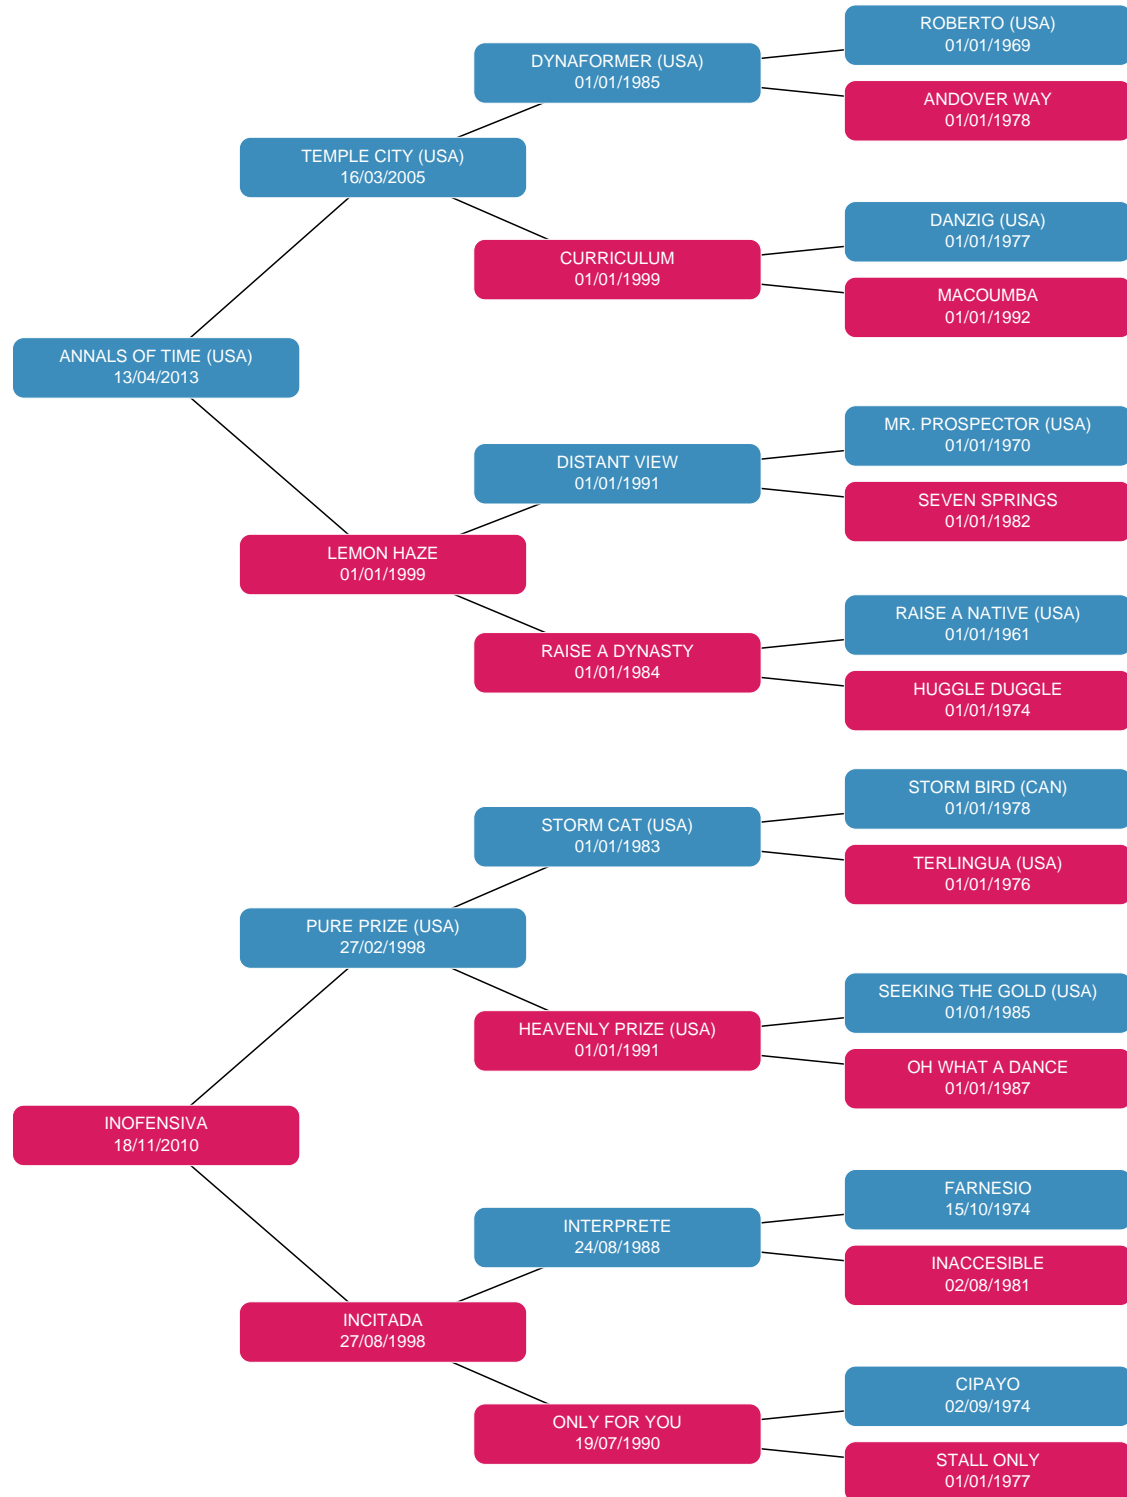 ROBERTO (USA)
01/01/1969
DYNAFORMER (USA)
01/01/1985
ANDOVER WAY
01/01/1978
TEMPLE CITY (USA)
16/03/2005
DANZIG (USA)
01/01/1977
CURRICULUM
01/01/1999
MACOUMBA
01/01/1992
ANNALS OF TIME (USA)
13/04/2013
MR. PROSPECTOR (USA)
01/01/1970
DISTANT VIEW
01/01/1991
SEVEN SPRINGS
01/01/1982
LEMON HAZE
01/01/1999
RAISE A NATIVE (USA)
01/01/1961
RAISE A DYNASTY
01/01/1984
HUGGLE DUGGLE
01/01/1974
STORM BIRD (CAN)
01/01/1978
STORM CAT (USA)
01/01/1983
TERLINGUA (USA)
01/01/1976
PURE PRIZE (USA)
27/02/1998
SEEKING THE GOLD (USA)
01/01/1985
HEAVENLY PRIZE (USA)
01/01/1991
OH WHAT A DANCE
01/01/1987
INOFENSIVA
18/11/2010
FARNESIO
15/10/1974
INTERPRETE
24/08/1988
INACCESIBLE
02/08/1981
INCITADA
27/08/1998
CIPAYO
02/09/1974
ONLY FOR YOU
19/07/1990
STALL ONLY
01/01/1977